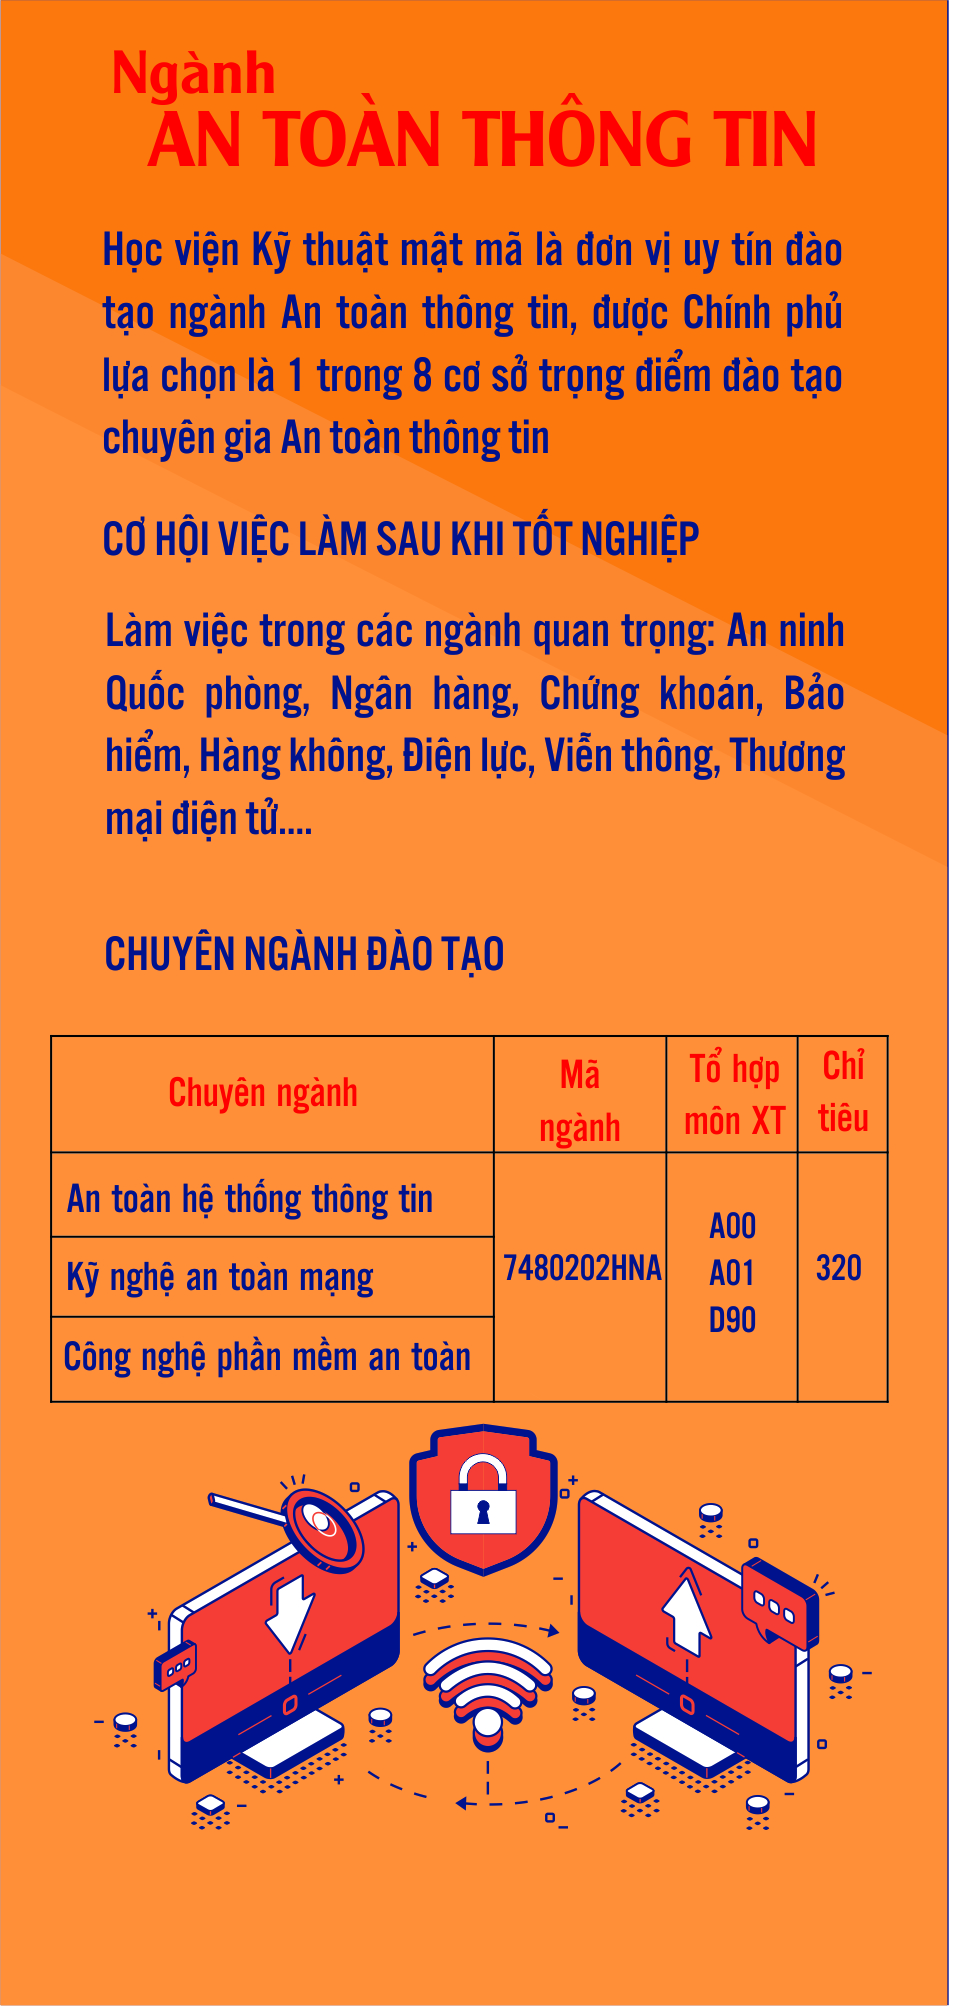 Ngành
AN TOÀN THÔNG TIN
Học viện Kỹ thuật mật mã là đơn vị uy tín đào
tạo ngành An toàn thông tin, được Chính phủ
lựa chọn là 1 trong 8 cơ sở trọng điểm đào tạo
chuyên gia An toàn thông tin
CƠ HỘI VIỆC LÀM SAU KHI TỐT NGHIỆP
Làm việc trong các ngành quan trọng: An ninh
Quốc phòng, Ngân hàng, Chứng khoán, Bảo
hiểm, Hàng không, Điện lực, Viễn thông, Thương
mại điện tử....
CHUYÊN NGÀNH ĐÀO TẠO
Chuyên ngành
Mã
ngành
Tổ hợp
môn XT
Chỉ
tiêu
An toàn hệ thống thông tin
Kỹ nghệ an toàn mạng
Công nghệ phần mềm an toàn
7480202HNA
A00
A01
D90
320